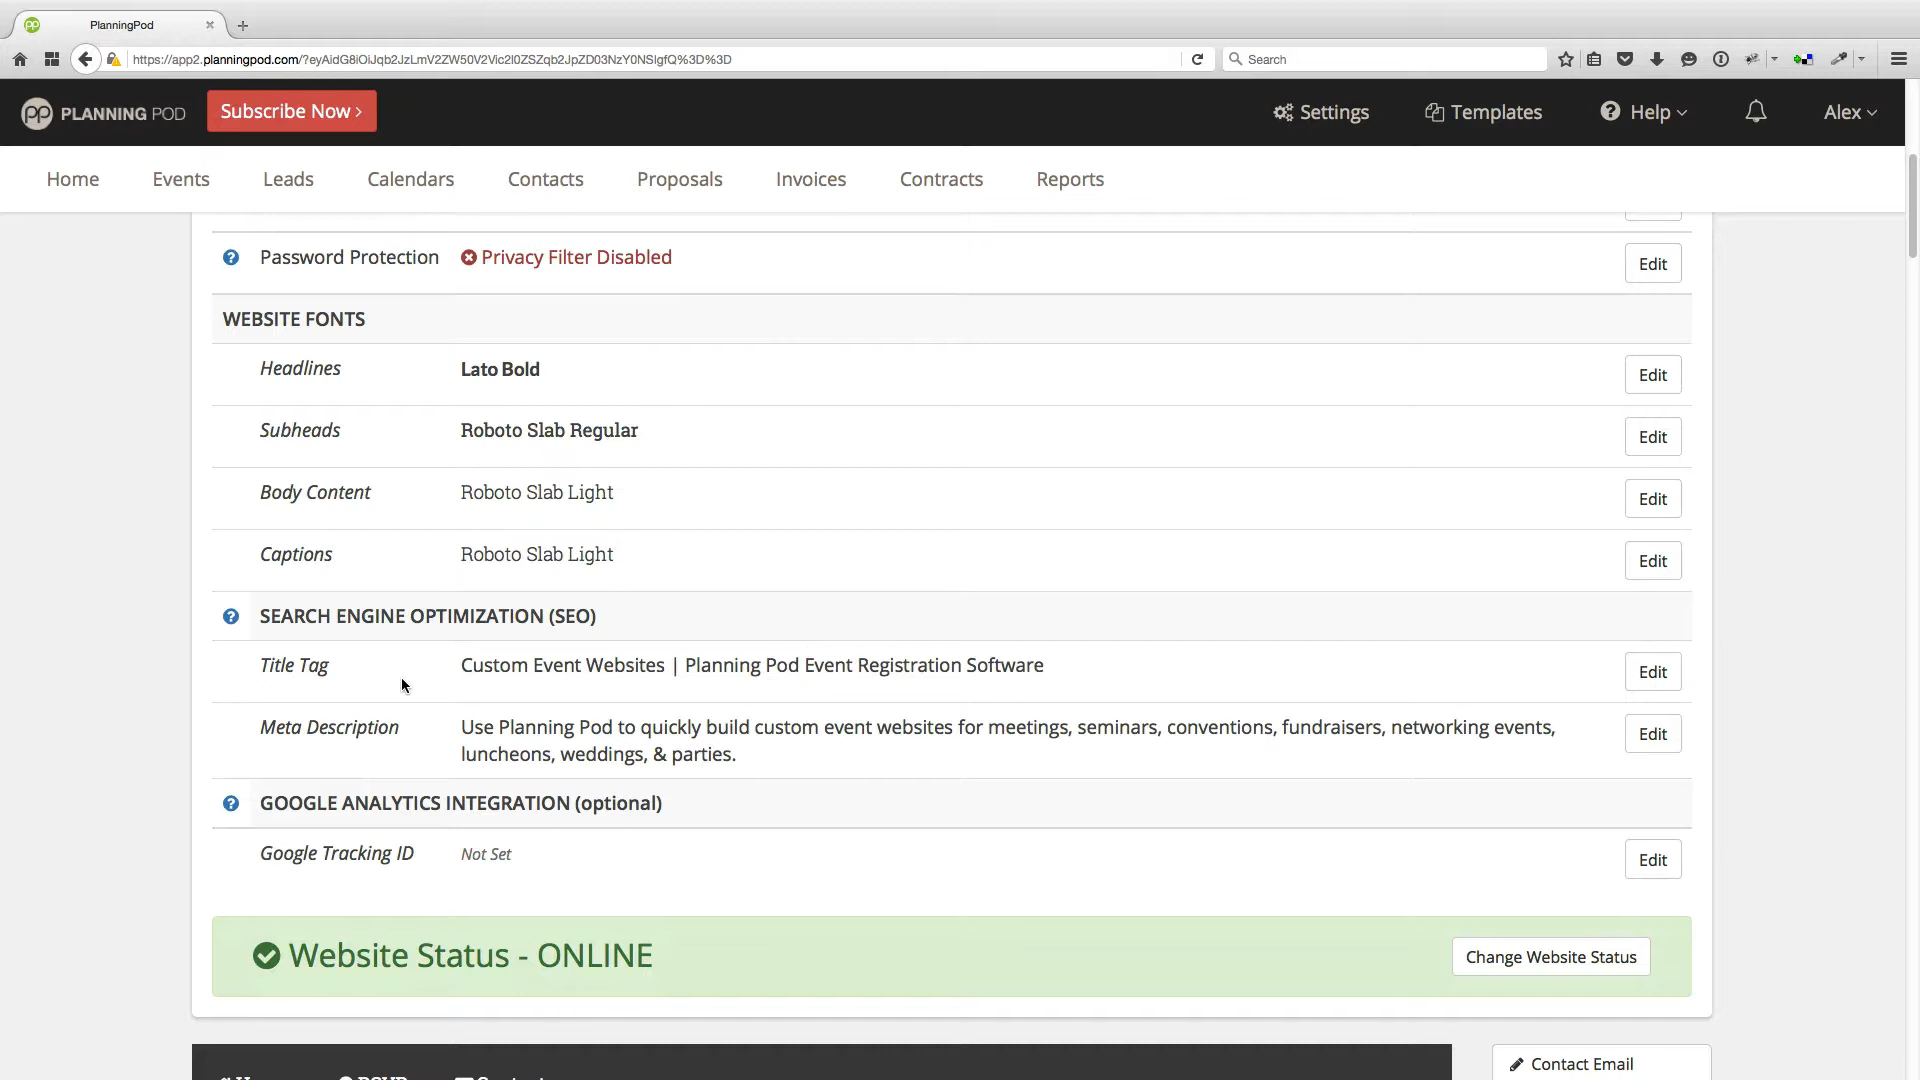 PlanningPod
https://app2.planningpod.com/?eyAidG8iOiJqb2JzLmV2ZW50V2Vic2l0ZSZqb2JpZD03NzY0NSIgfQ%3D%3D
Search
PLANNING POD
Subscribe Now ›
Settings
Templates
Help
Alex
Home
Events
Leads
Calendars
Contacts
Proposals
Invoices
Contracts
Reports
Password Protection
Privacy Filter Disabled
Edit
WEBSITE FONTS
Headlines
Lato Bold
Edit
Subheads
Roboto Slab Regular
Edit
Body Content
Roboto Slab Light
Edit
Captions
Roboto Slab Light
Edit
SEARCH ENGINE OPTIMIZATION (SEO)
Title Tag
Custom Event Websites | Planning Pod Event Registration Software
Edit
Meta Description
Use Planning Pod to quickly build custom event websites for meetings, seminars, conventions, fundraisers, networking events,
luncheons, weddings, & parties.
Edit
GOOGLE ANALYTICS INTEGRATION (optional)
Google Tracking ID
Not Set
Edit
Website Status - ONLINE
Change Website Status
Contact Email